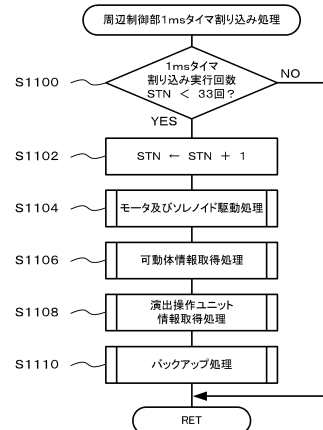 周辺制御部1msタイマ割り込み処理
1msタイマ
割り込み実行回数
STN < 33回?
S1100
NO
YES
S1102
STN ← STN + 1
S1104
モータ及びソレノイド駆動処理
S1106
可動体情報取得処理
S1108
演出操作ユニット
情報取得処理
S1110
バックアップ処理
RET